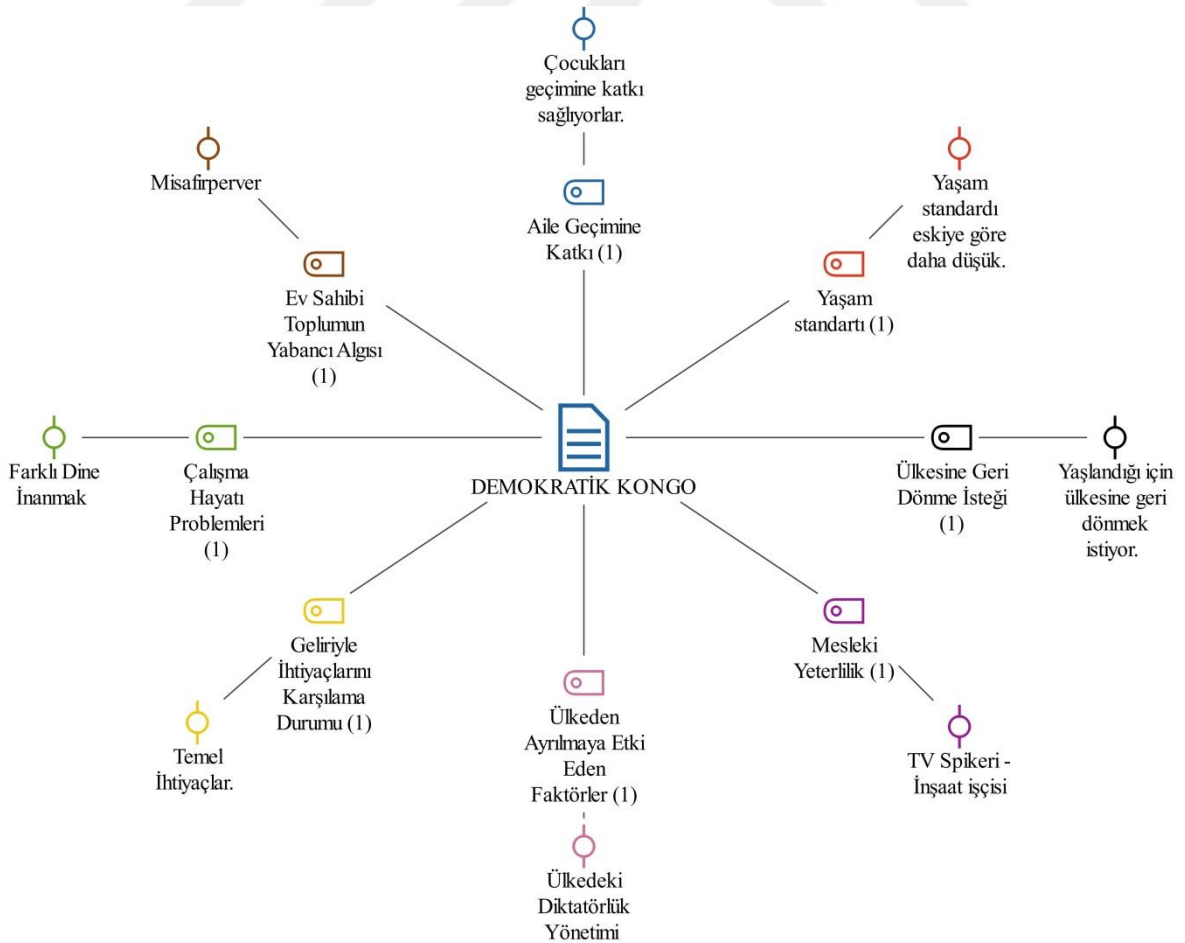 Çocukları
geçimine katkı
sağlıyorlar.
Misafirperver
Yaşam
standardı
eskiye göre
daha düşük.
Aile Geçimine
Katkı (1)
Ev Sahibi
Toplumun
Yabancı Algısı
(1)
Yaşam
standartı (1)
Farklı Dine
İnanmak
Çalışma
Hayatı
Problemleri
(1)
DEMOKRATİK KONGO
Ülkesine Geri
Dönme İsteği
(1)
Yaşlandığı için
ülkesine geri
dönmek
istiyor.
Geliriyle
İhtiyaçlarını
Karşılama
Durumu (1)
Mesleki
Yeterlilik (1)
Temel
İhtiyaçlar.
Ülkeden
Ayrılmaya Etki
Eden
Faktörler (1)
TV Spikeri -
İnşaat işçisi
Ülkedeki
Diktatörlük
Yönetimi